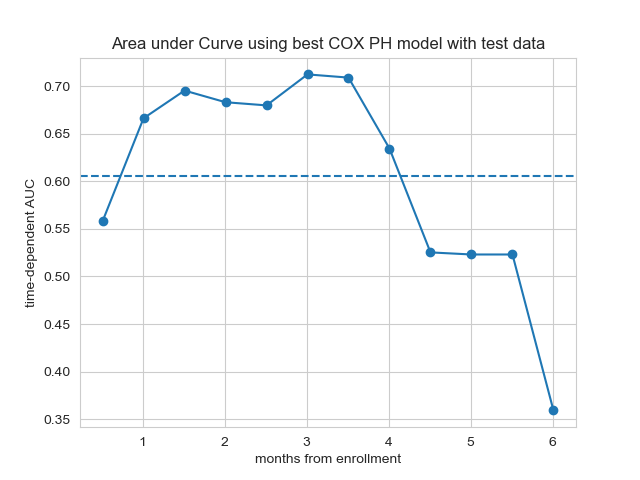 Area under Curve using best COX PH model with test data
time-dependent AUC
0.70
0.65
0.60
0.55
0.50
0.45
0.40
0.35
1 2 3 4 5 6
months from enrollment